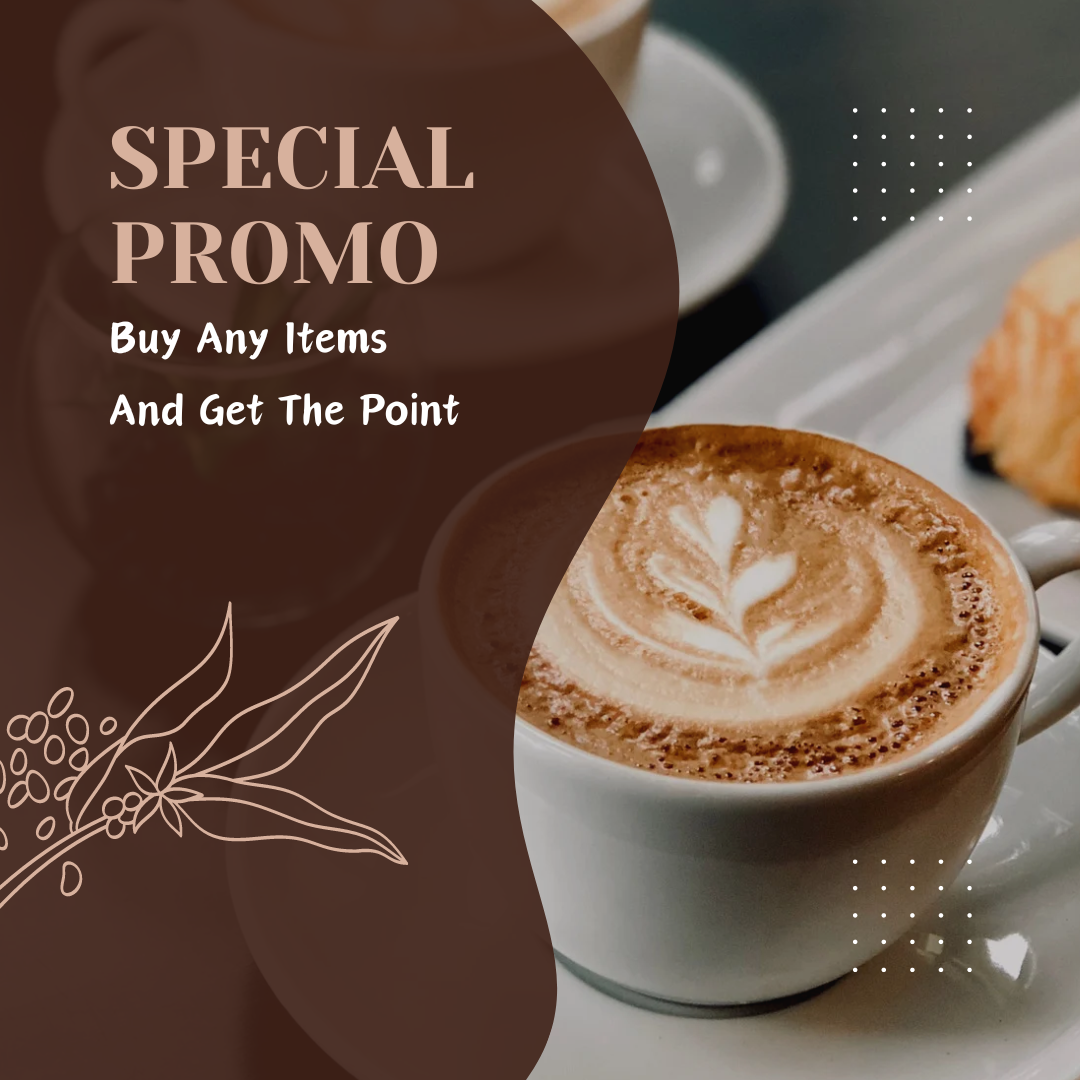 SPECIAL
PROMO
Buy Any Items
And Get The Point